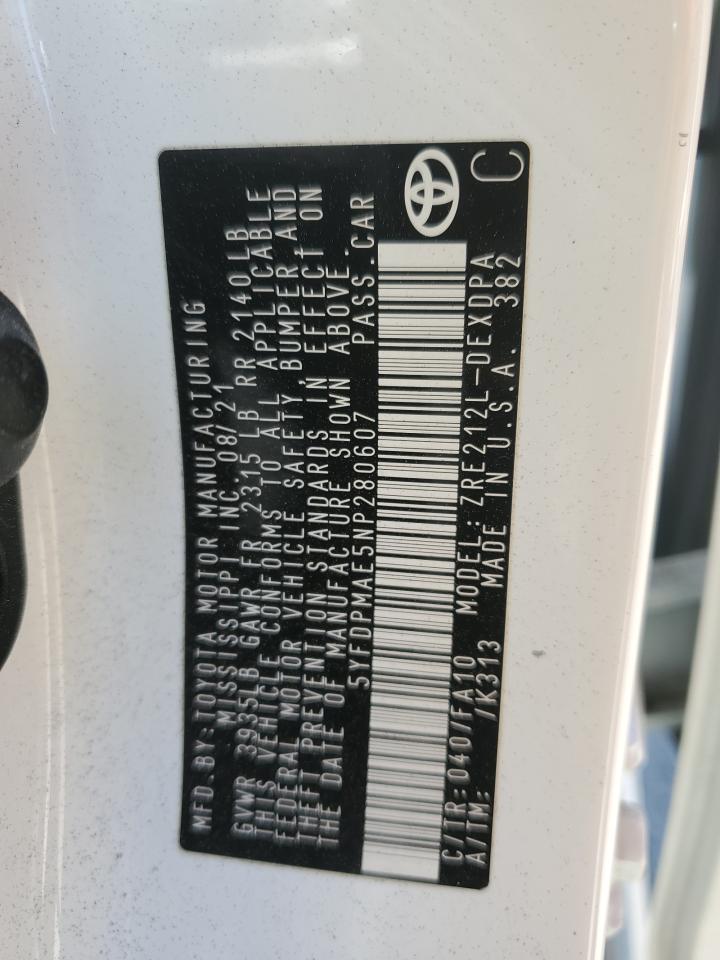 MFD.BY:TOYOTA MOTOR MANUFACTURING
MISSISSIPPI INC. 08/21
GVWR 3935LB GAWR FR 2315 LB RR 2140LB
THIS VEHICLE CONFORMS TO ALL APPLICABLE
FEDERAL MOTOR VEHICLE SAFETY, BUMPER,AND
THEFT PREVENTION STANDARDS IN EFFECT ON
THE DATE OF MANUFACTURE SHOWN ABOVE.
5YFDPMAE5NP280607 PASS.CAR
C/TR:040/FA10 MODEL:ZRE212L-DEXDPA
A/TM: /K313 MADE IN U.S.A. 382
C